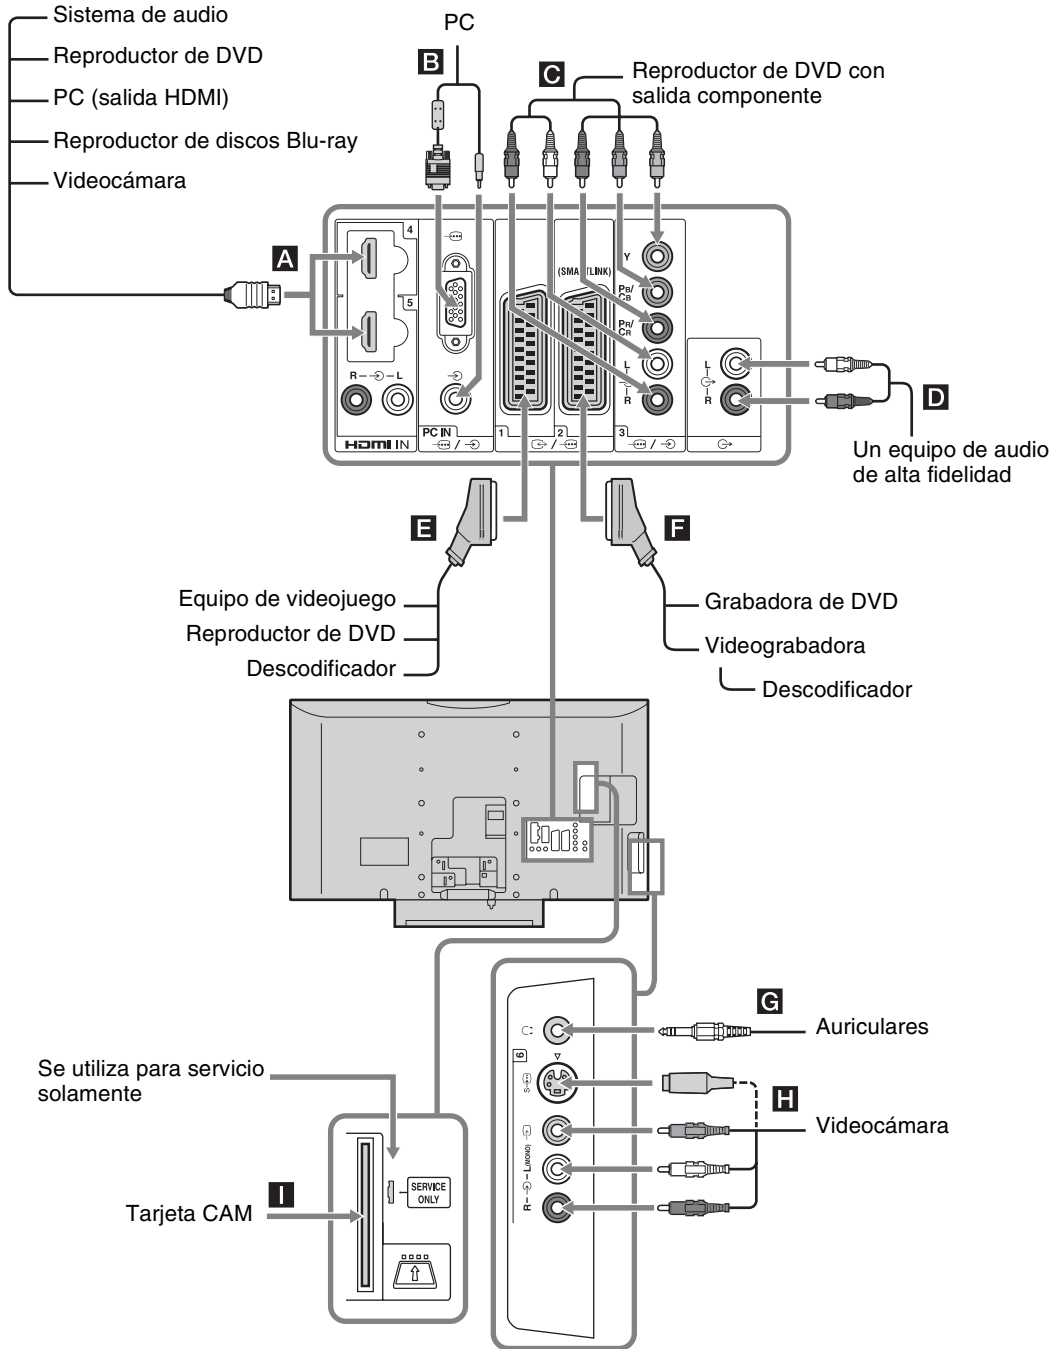 Sistema de audio
Reproductor de DVD
PC (salida HDMI)
Reproductor de discos Blu-ray
Videocámara
PC
B
C
Reproductor de DVD con
salida componente
A
4
5
R L
HDMI IN
PC IN
1
(SMARTLINK)
2
Y
PB/
CB
PR/
CR
L
R
3
L
R
D
Un equipo de audio
de alta fidelidad
E
F
Equipo de videojuego
Reproductor de DVD
Descodificador
Grabadora de DVD
Videograbadora
Descodificador
G
Auriculares
6
S
H
Videocámara
R L(MONO)
Se utiliza para servicio
solamente
SERVICE
ONLY
I
Tarjeta CAM